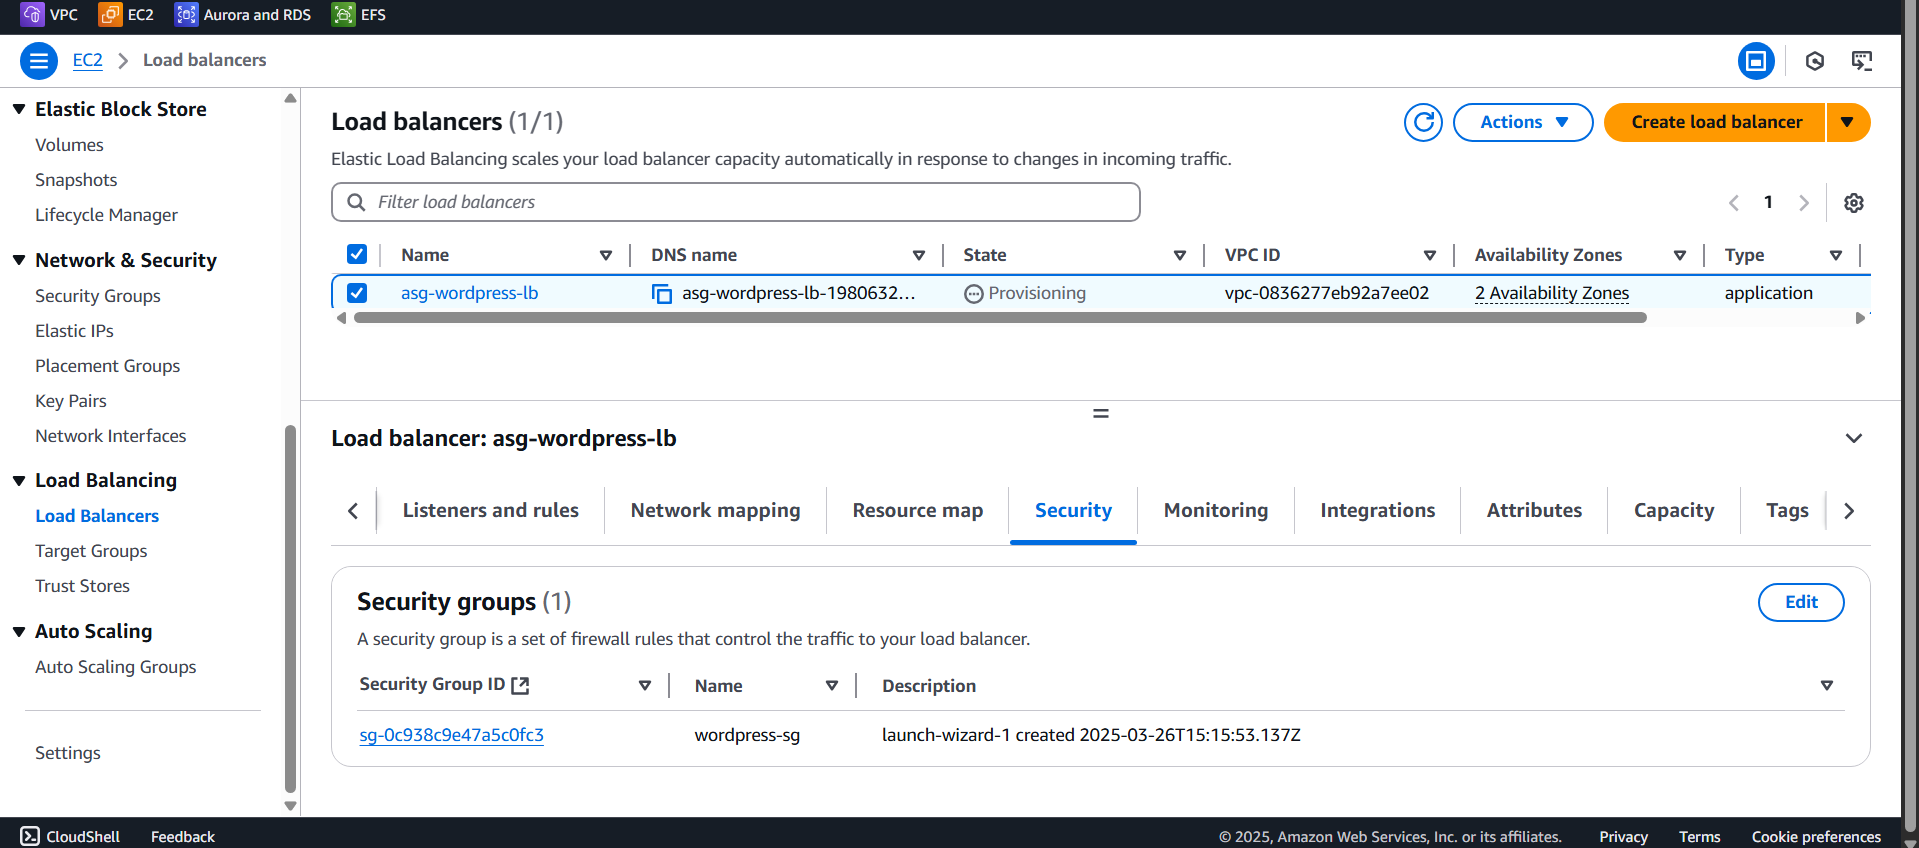 VPC EC2 Aurora and RDS EFS
EC2 Load balancers
Elastic Block Store
Volumes
Snapshots
Lifecycle Manager
Network & Security
Security Groups
Elastic IPs
Placement Groups
Key Pairs
Network Interfaces
Load Balancing
Load Balancers
Target Groups
Trust Stores
Auto Scaling
Auto Scaling Groups
Settings
Load balancers (1/1)
Actions
Create load balancer
Elastic Load Balancing scales your load balancer capacity automatically in response to changes in incoming traffic.
Filter load balancers
1
Name DNS name State VPC ID Availability Zones Type
asg-wordpress-lb asg-wordpress-lb-1980632... Provisioning vpc-0836277eb92a7ee02 2 Availability Zones application
Load balancer: asg-wordpress-lb
Listeners and rules Network mapping Resource map Security Monitoring Integrations Attributes Capacity Tags
Security groups (1)
Edit
A security group is a set of firewall rules that control the traffic to your load balancer.
Security Group ID Name Description
sg-0c938c9e47a5c0fc3 wordpress-sg launch-wizard-1 created 2025-03-26T15:15:53.137Z
CloudShell Feedback © 2025, Amazon Web Services, Inc. or its affiliates. Privacy Terms Cookie preferences